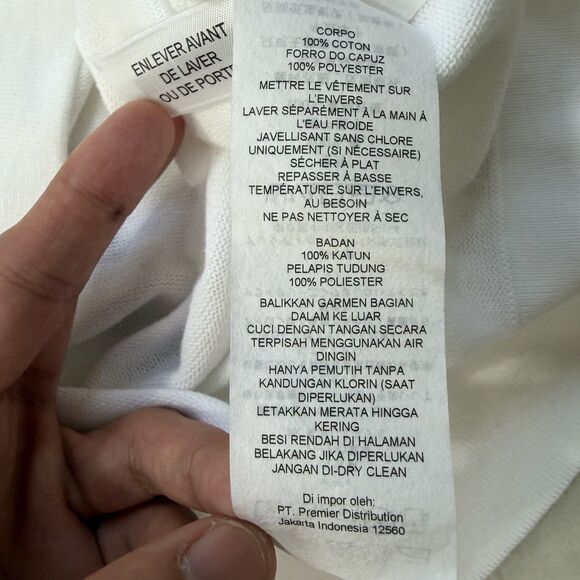 ENLEVER AVANT
DE LAVER
OU DE PORTE
CORPO
100% COTON
FORRO DO CAPUZ
100% POLYESTER
METTRE LE VÊTEMENT SUR
L'ENVERS
LAVER SÉPARÉMENT À LA MAIN À
L'EAU FROIDE
JAVELLISANT SANS CHLORE
UNIQUEMENT (SI NÉCESSAIRE)
SÉCHER À PLAT
REPASSER À BASSE
TEMPÉRATURE SUR L'ENVERS,
AU BESOIN
NE PAS NETTOYER À SEC
BADAN
100% KATUN
PELAPIS TUDUNG
100% POLIESTER
BALIKKAN GARMEN BAGIAN
DALAM KE LUAR
CUCI DENGAN TANGAN SECARA
TERPISAH MENGGUNAKAN AIR
DINGIN
HANYA PEMUTIH TANPA
KANDUNGAN KLORIN (SAAT
DIPERLUKAN)
LETAKKAN MERATA HINGGA
KERING
BESI RENDAH DI HALAMAN
BELAKANG JIKA DIPERLUKAN
JANGAN DI-DRY CLEAN
Di impor oleh:
PT. Premier Distribution
Jakarta Indonesia 12560